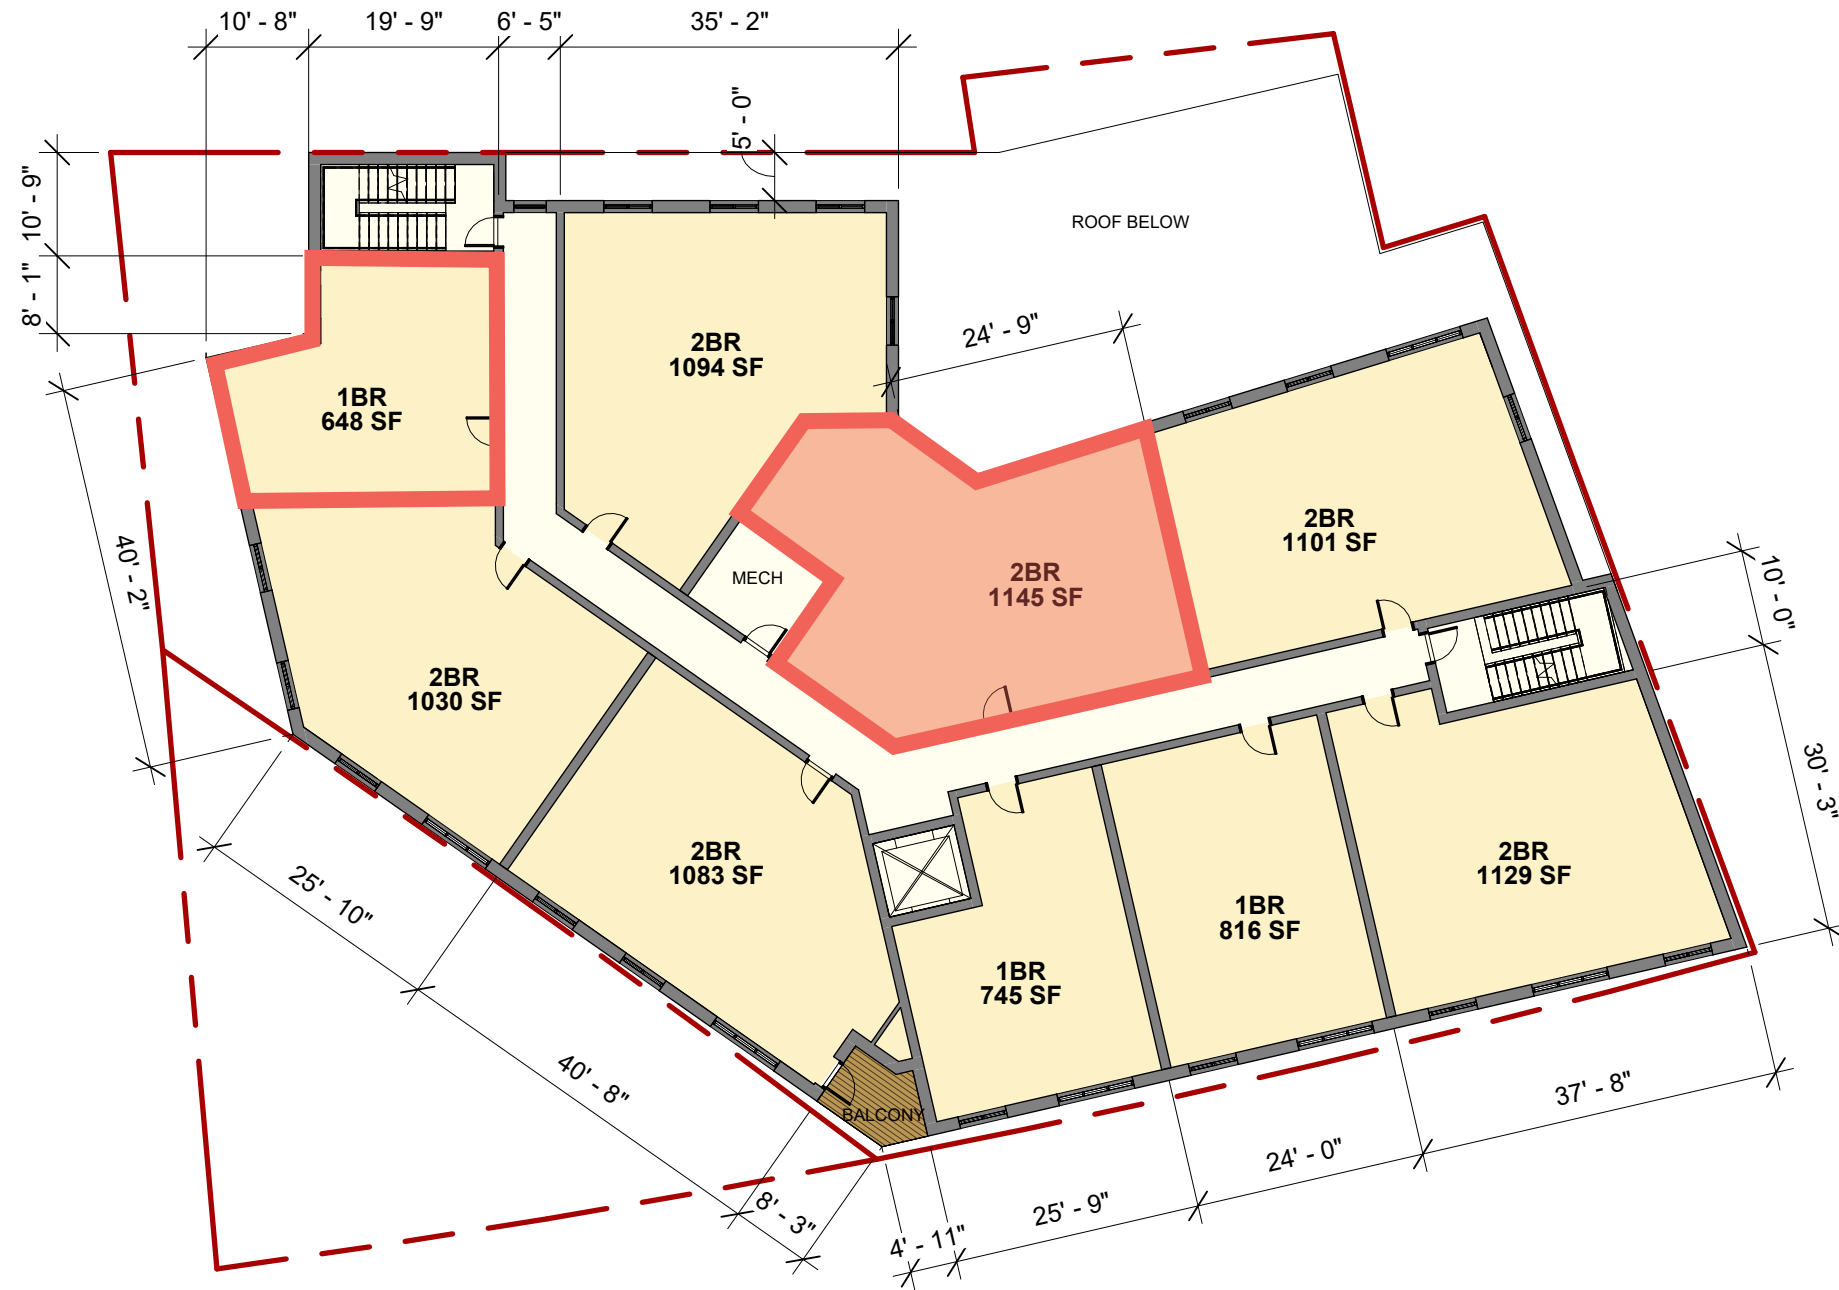 10' - 8"
19' - 9"
6' - 5"
35' - 2"
5' - 0"
10' - 9"
8' - 1"
ROOF BELOW
24' - 9"
2BR
1094 SF
1BR
648 SF
2BR
1101 SF
40' - 2"
MECH
2BR
1145 SF
10' - 0"
2BR
1030 SF
30' - 3"
2BR
1083 SF
2BR
1129 SF
25' - 10"
1BR
816 SF
1BR
745 SF
40' - 8"
BALCONY
37' - 8"
24' - 0"
8' - 3"
25' - 9"
4' - 11"